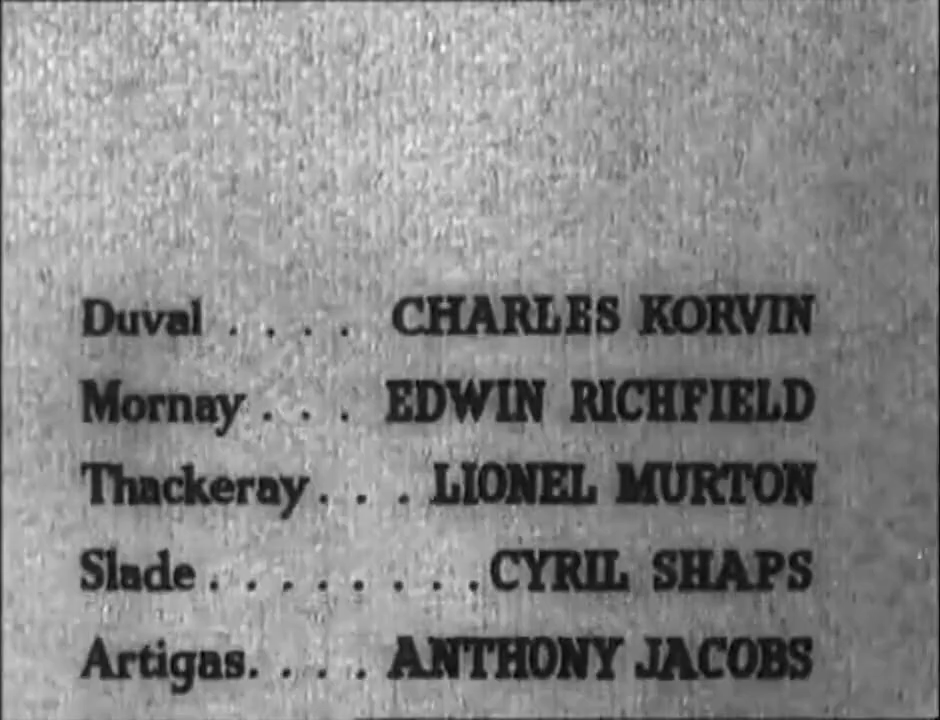 Duval . . . . CHARLES KORVIN
Mornay . . . EDWIN RICHFIELD
Thackeray . . . LIONEL MURTON
Slade . . . . . . . . CYRIL SHAPS
Artigas. . . . ANTHONY JACOBS